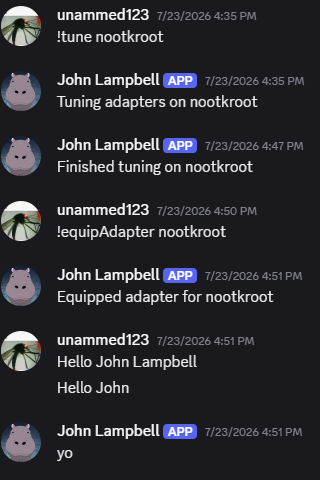 unammed123 7/23/2026 4:35 PM
!tune nootkroot
John Lampbell APP 7/23/2026 4:35 PM
Tuning adapters on nootkroot
John Lampbell APP 7/23/2026 4:47 PM
Finished tuning on nootkroot
unammed123 7/23/2026 4:50 PM
!equipAdapter nootkroot
John Lampbell APP 7/23/2026 4:51 PM
Equipped adapter for nootkroot
unammed123 7/23/2026 4:51 PM
Hello John Lampbell
Hello John
John Lampbell APP 7/23/2026 4:51 PM
yo